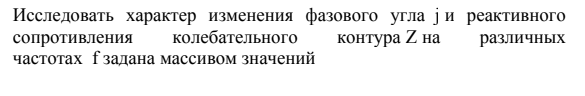 Исследовать характер изменения фазового угла j и реактивного
сопротивления колебательного контура Z на различных
частотах f задана массивом значений